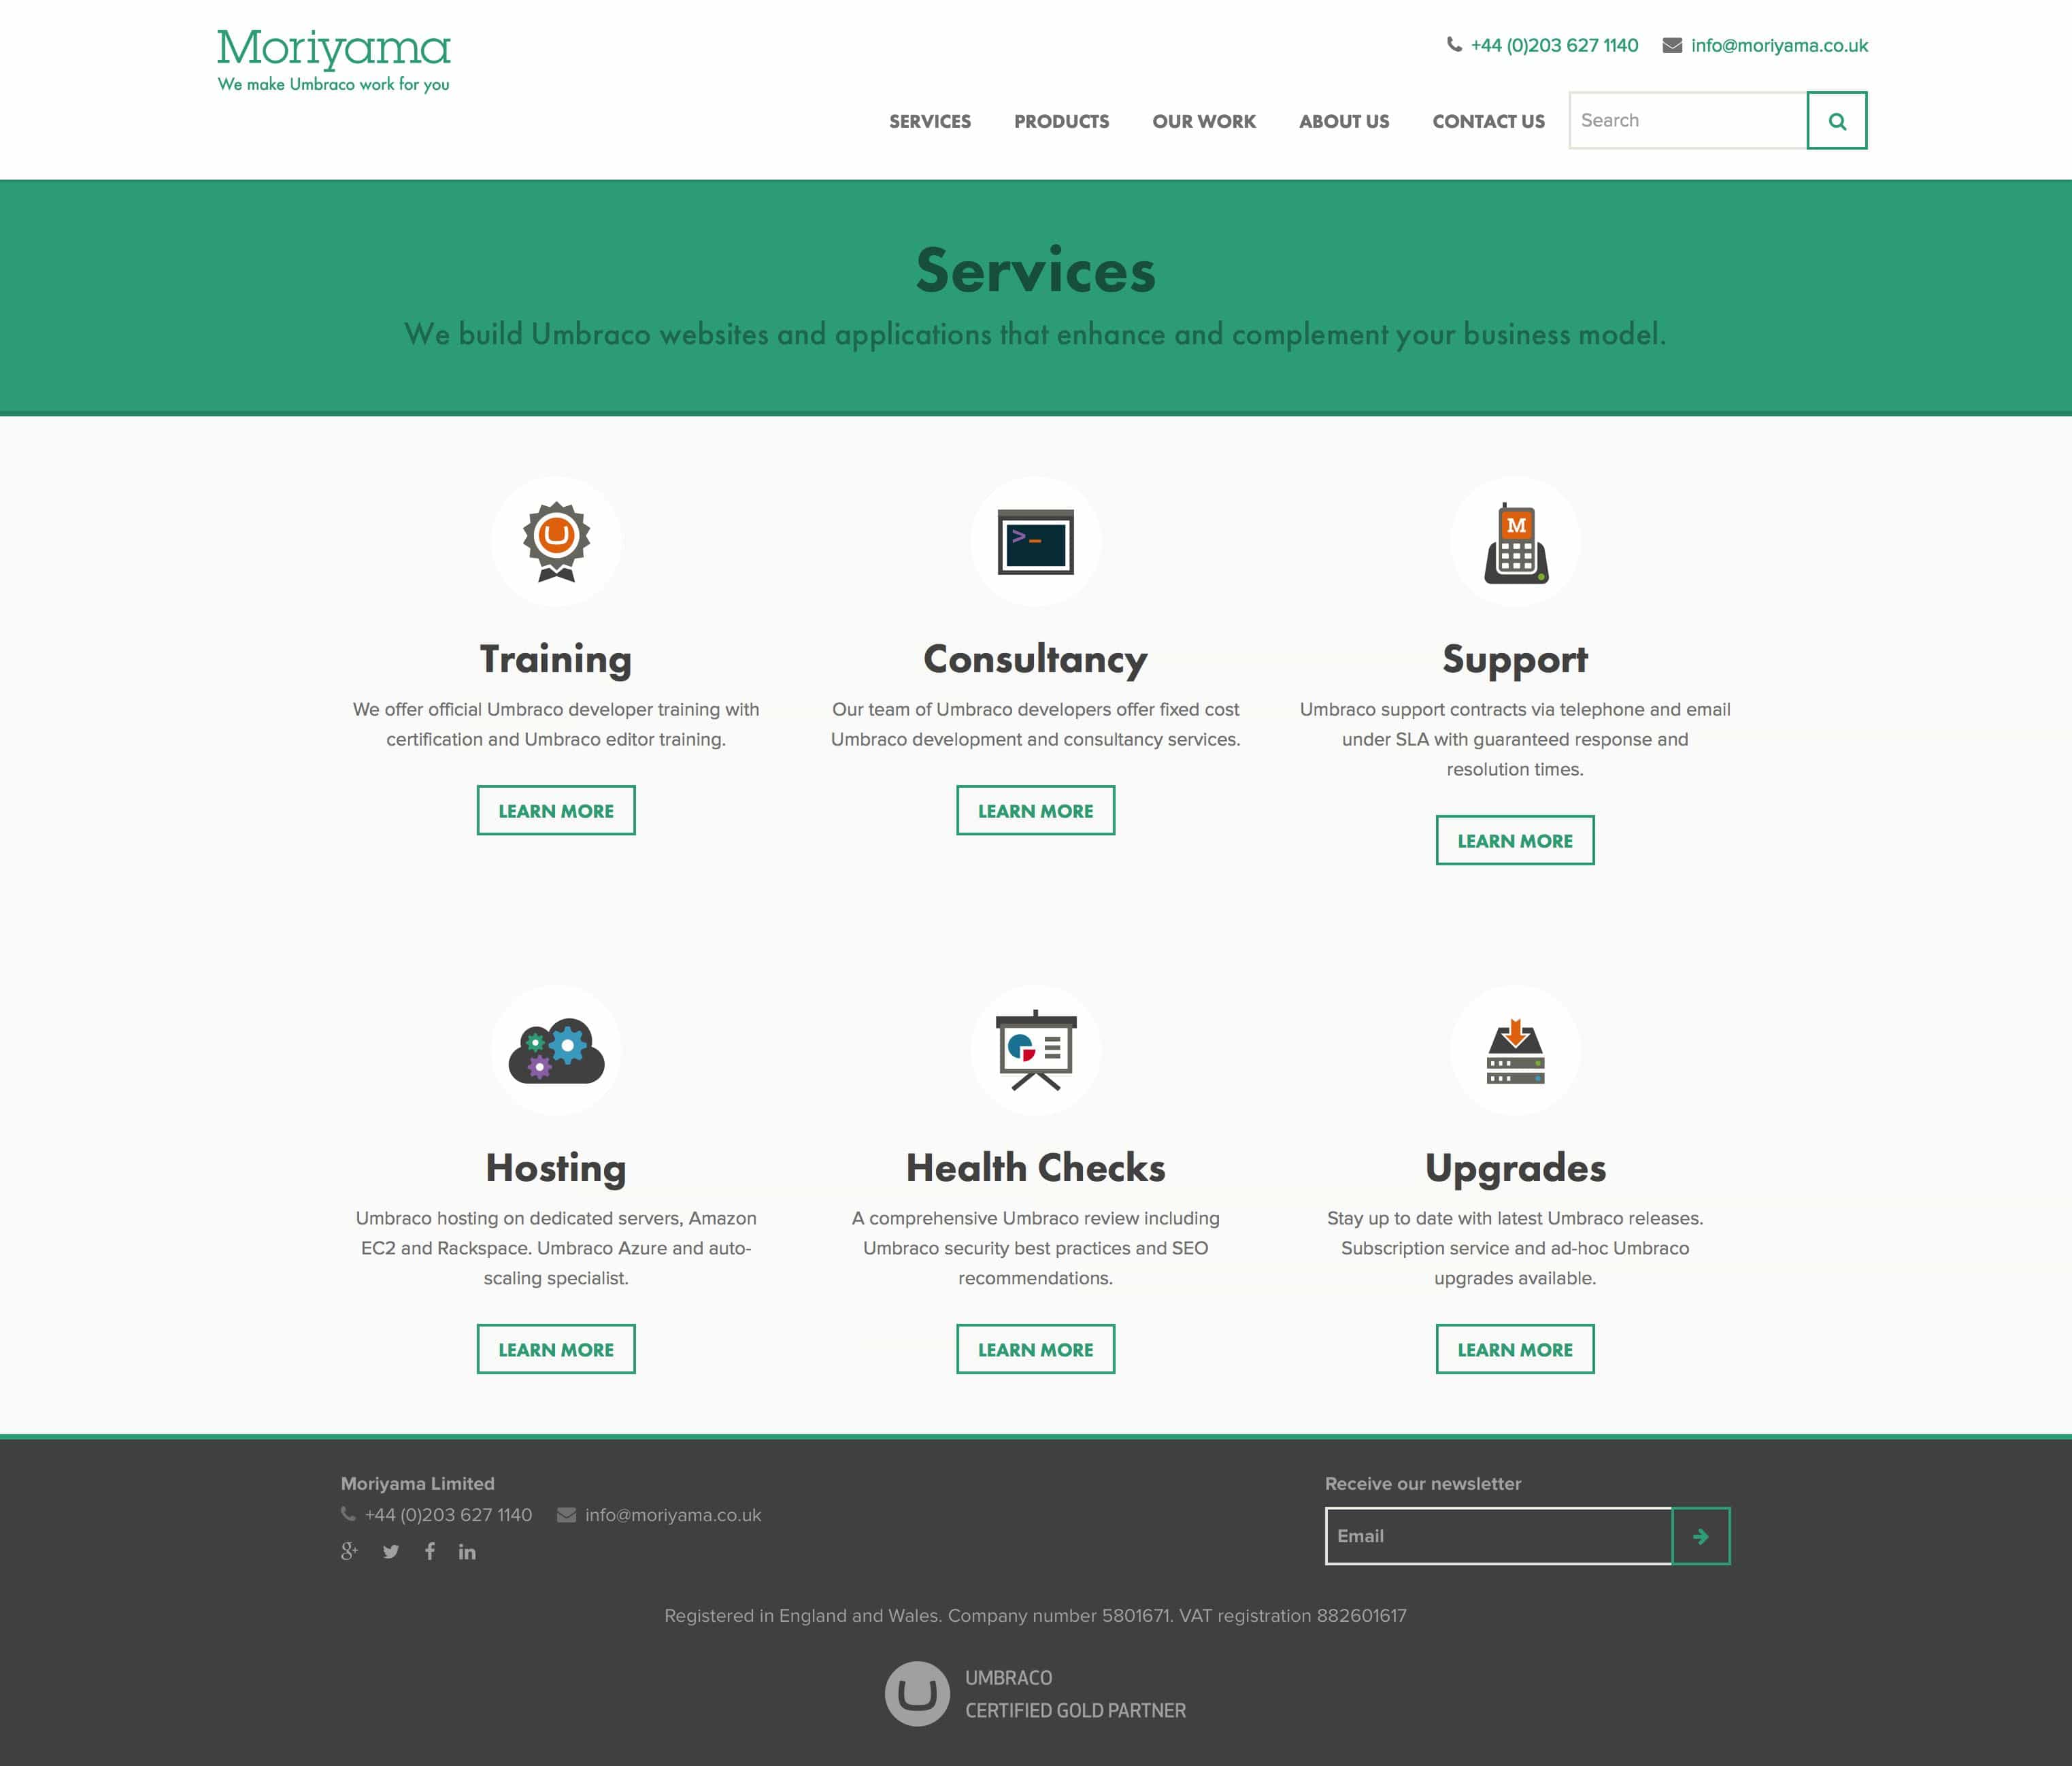 Moriyama
We make Umbraco work for you
+44 (0)203 627 1140 info@moriyama.co.uk
SERVICES PRODUCTS OUR WORK ABOUT US CONTACT US Search
Services
We build Umbraco websites and applications that enhance and complement your business model.
>_
M
Training
We offer official Umbraco developer training with
certification and Umbraco editor training.
LEARN MORE
Consultancy
Our team of Umbraco developers offer fixed cost
Umbraco development and consultancy services.
LEARN MORE
Support
Umbraco support contracts via telephone and email
under SLA with guaranteed response and
resolution times.
LEARN MORE
Hosting
Umbraco hosting on dedicated servers, Amazon
EC2 and Rackspace. Umbraco Azure and auto-
scaling specialist.
LEARN MORE
Health Checks
A comprehensive Umbraco review including
Umbraco security best practices and SEO
recommendations.
LEARN MORE
Upgrades
Stay up to date with latest Umbraco releases.
Subscription service and ad-hoc Umbraco
upgrades available.
LEARN MORE
Moriyama Limited
+44 (0)203 627 1140 info@moriyama.co.uk
Receive our newsletter
Email
Registered in England and Wales. Company number 5801671. VAT registration 882601617
UMBRACO
CERTIFIED GOLD PARTNER